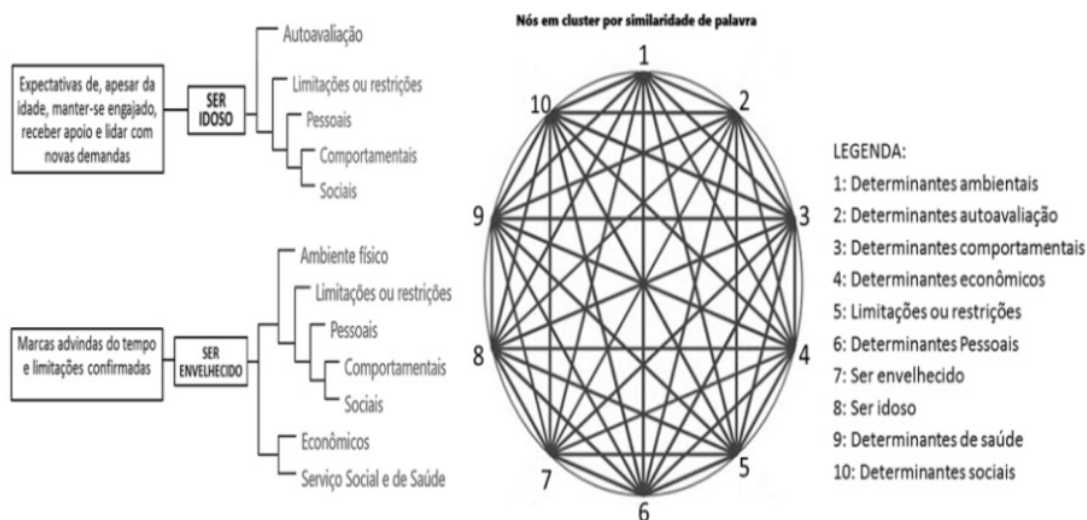 Expectativas de, apesar da
idade, manter-se engajado,
receber apoio e lidar com
novas demandas
SER
IDOSO
Autoavaliação
Limitações ou restrições
Pessoais
Comportamentais
Sociais
Marcas advindas do tempo
e limitações confirmadas
SER
ENVELHECIDO
Ambiente físico
Limitações ou restrições
Pessoais
Comportamentais
Sociais
Econômicos
Serviço Social e de Saúde
Nós em cluster por similaridade de palavra
1
2
3
4
5
6
7
8
9
10
LEGENDA:
1: Determinantes ambientais
2: Determinantes autoavaliação
3: Determinantes comportamentais
4: Determinantes econômicos
5: Limitações ou restrições
6: Determinantes Pessoais
7: Ser envelhecido
8: Ser idoso
9: Determinantes de saúde
10: Determinantes sociais